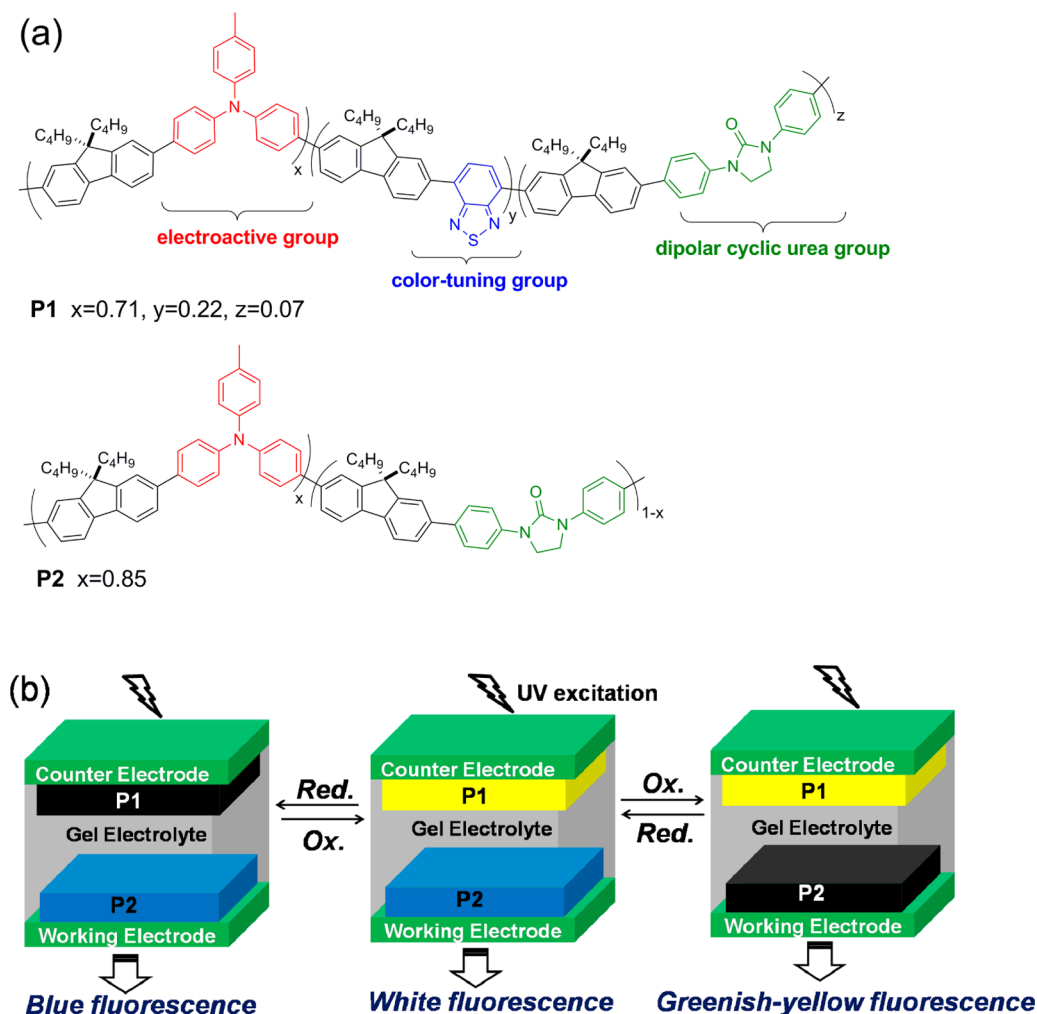 (a)
C4H9 C4H9
N
x
C4H9 C4H9
N N
S
y
C4H9 C4H9
O
N
N
z
electroactive group
color-tuning group
dipolar cyclic urea group
P1 x=0.71, y=0.22, z=0.07
C4H9 C4H9
N
x
C4H9 C4H9
O
N N
1-x
P2 x=0.85
(b)
UV excitation
Counter Electrode
P1
Gel Electrolyte
P2
Working Electrode
Blue fluorescence
Red.
Ox.
Counter Electrode
P1
Gel Electrolyte
P2
Working Electrode
White fluorescence
Ox.
Red.
Counter Electrode
P1
Gel Electrolyte
P2
Working Electrode
Greenish-yellow fluorescence